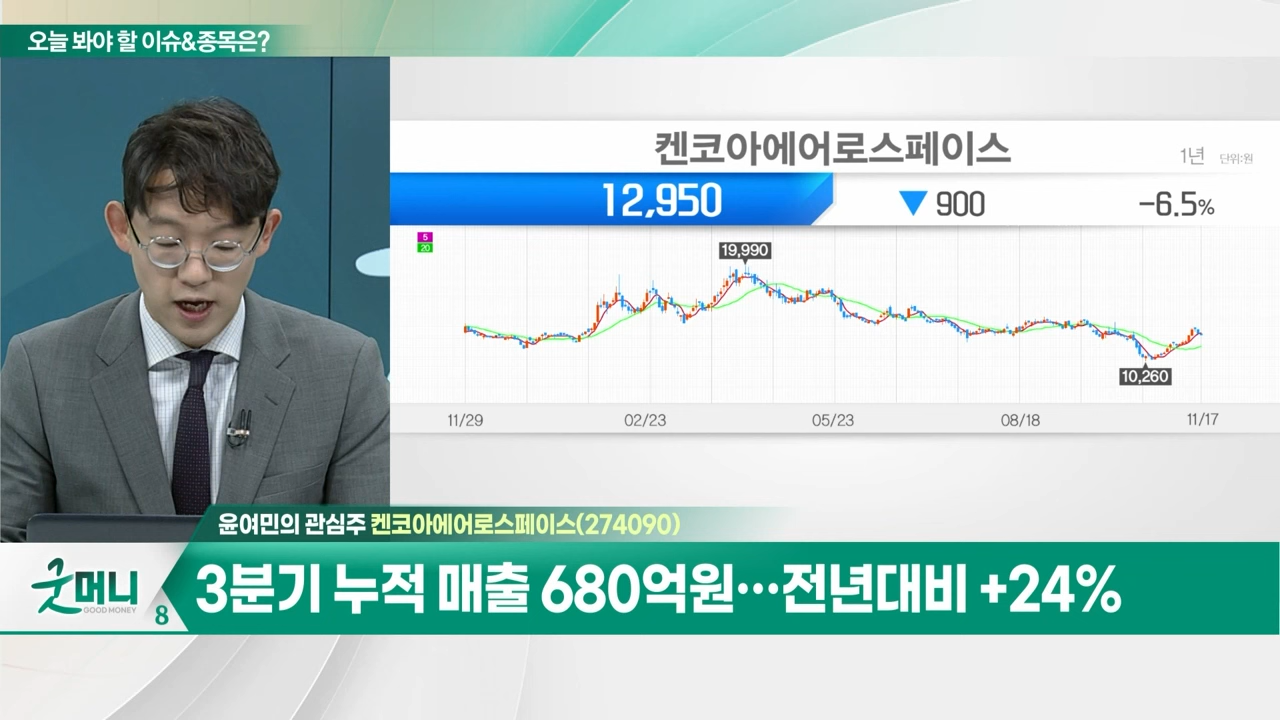 오늘 봐야 할 이슈&종목은?
켄코아에어로스페이스
1년 단위:원
12,950 ▼ 900 -6.5%
5
20
19,990
10,260
11/29 02/23 05/23 08/18 11/17
윤여민의 관심주 켄코아에어로스페이스(274090)
굿머니
GOOD MONEY
8
3분기 누적 매출 680억원…전년대비 +24%